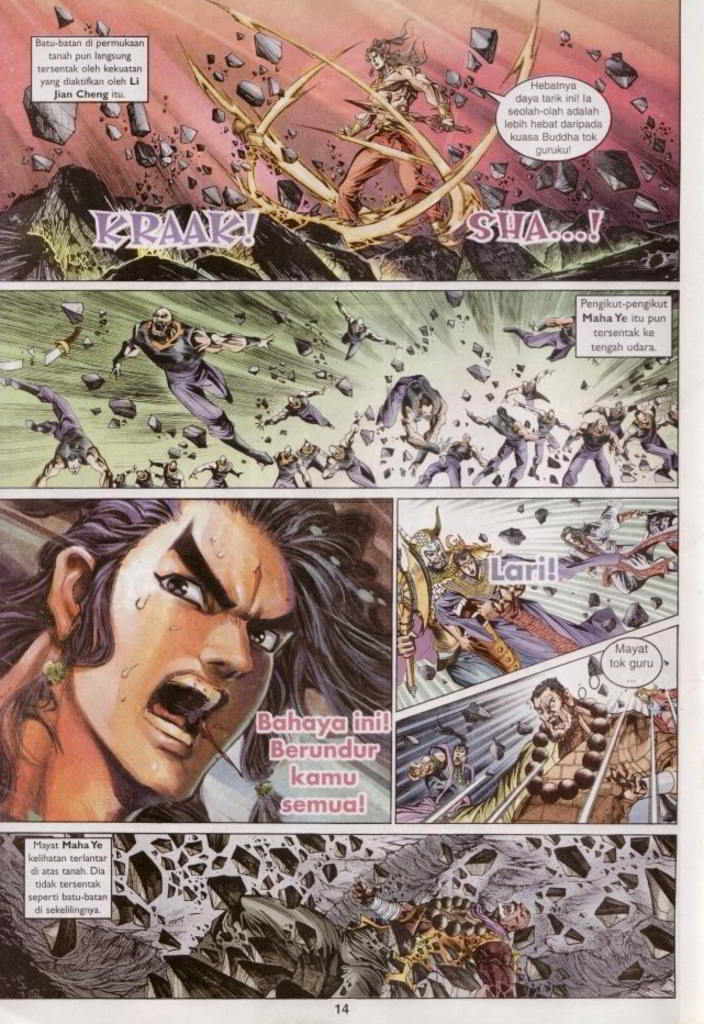 Batu-batan di permukaan
tanah pun langsung
tersentak oleh kekuatan
yang diaktifkan oleh Li
Jian Cheng itu.
Hebatnya
daya tarik ini! Ia
seolah-olah adalah
lebih hebat daripada
kuasa Buddha tok
guruku!
KRAAK!
SHA...!
Pengikut-pengikut
Maha Ye itu pun
tersentak ke
tengah udara.
Bahaya ini!
Berundur
kamu
semua!
Lari!
Mayat
tok guru
...
Mayat Maha Ye
kelihatan terlantar
di atas tanah. Dia
tidak tersentak
seperti batu-batan
di sekelilingnya.
14